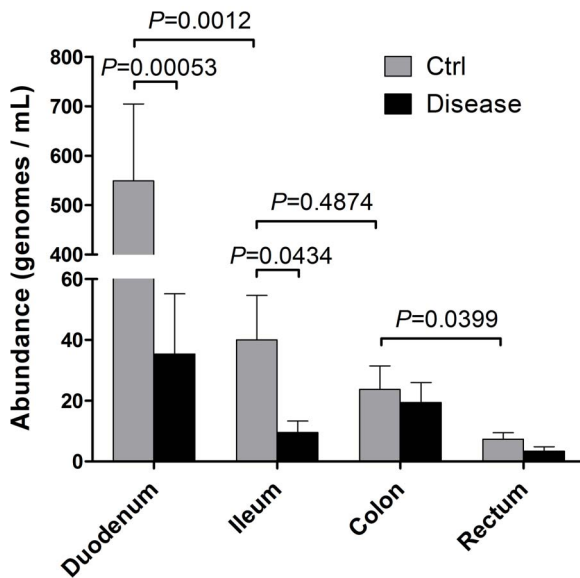 P=0.0012
P=0.00053
Ctrl
Disease
P=0.4874
P=0.0434
P=0.0399
Abundance (genomes / mL)
800
700
600
500
400
60
40
20
0
Duodenum
Ileum
Colon
Rectum